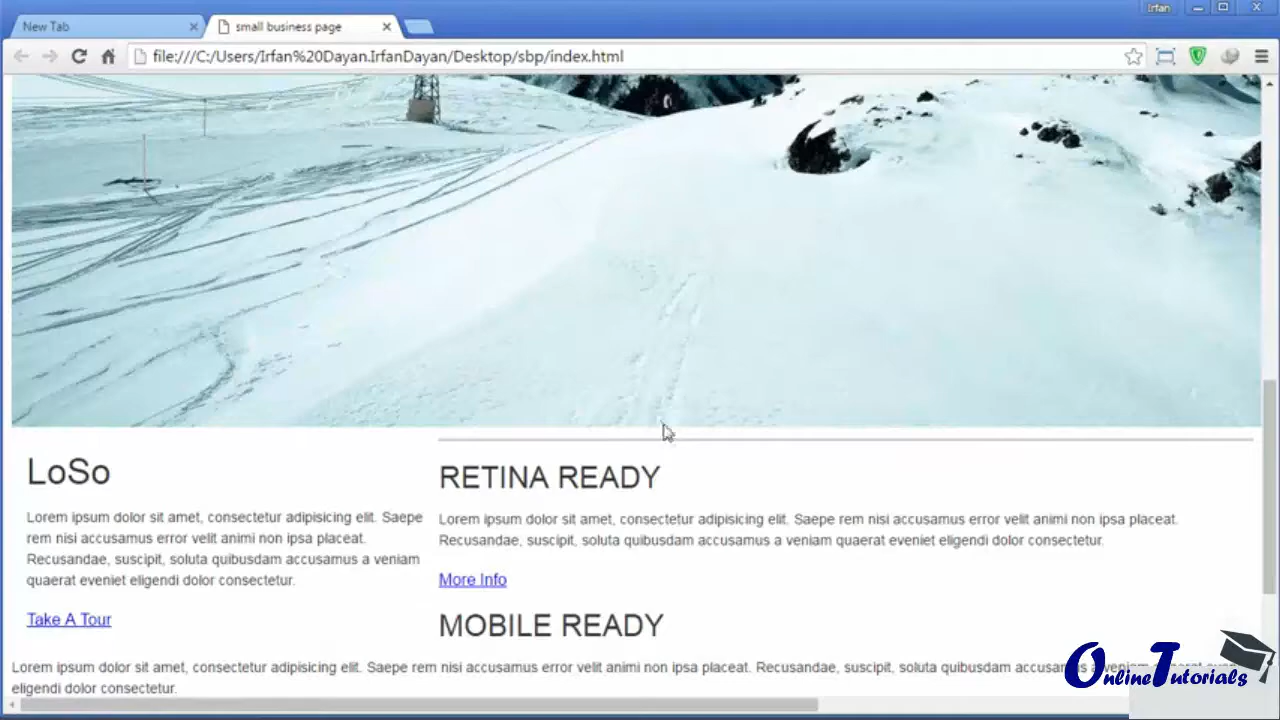 Irfan
New Tab
small business page
file:///C:/Users/Irfan%20Dayan.IrfanDayan/Desktop/sbp/index.html
LoSo
Lorem ipsum dolor sit amet, consectetur adipisicing elit. Saepe
rem nisi accusamus error velit animi non ipsa placeat.
Recusandae, suscipit, soluta quibusdam accusamus a veniam
quaerat eveniet eligendi dolor consectetur.
Take A Tour
RETINA READY
Lorem ipsum dolor sit amet, consectetur adipisicing elit. Saepe rem nisi accusamus error velit animi non ipsa placeat.
Recusandae, suscipit, soluta quibusdam accusamus a veniam quaerat eveniet eligendi dolor consectetur.
More Info
MOBILE READY
Lorem ipsum dolor sit amet, consectetur adipisicing elit. Saepe rem nisi accusamus error velit animi non ipsa placeat. Recusandae, suscipit, soluta quibusdam
eligendi dolor consectetur.
OnlineTutorials